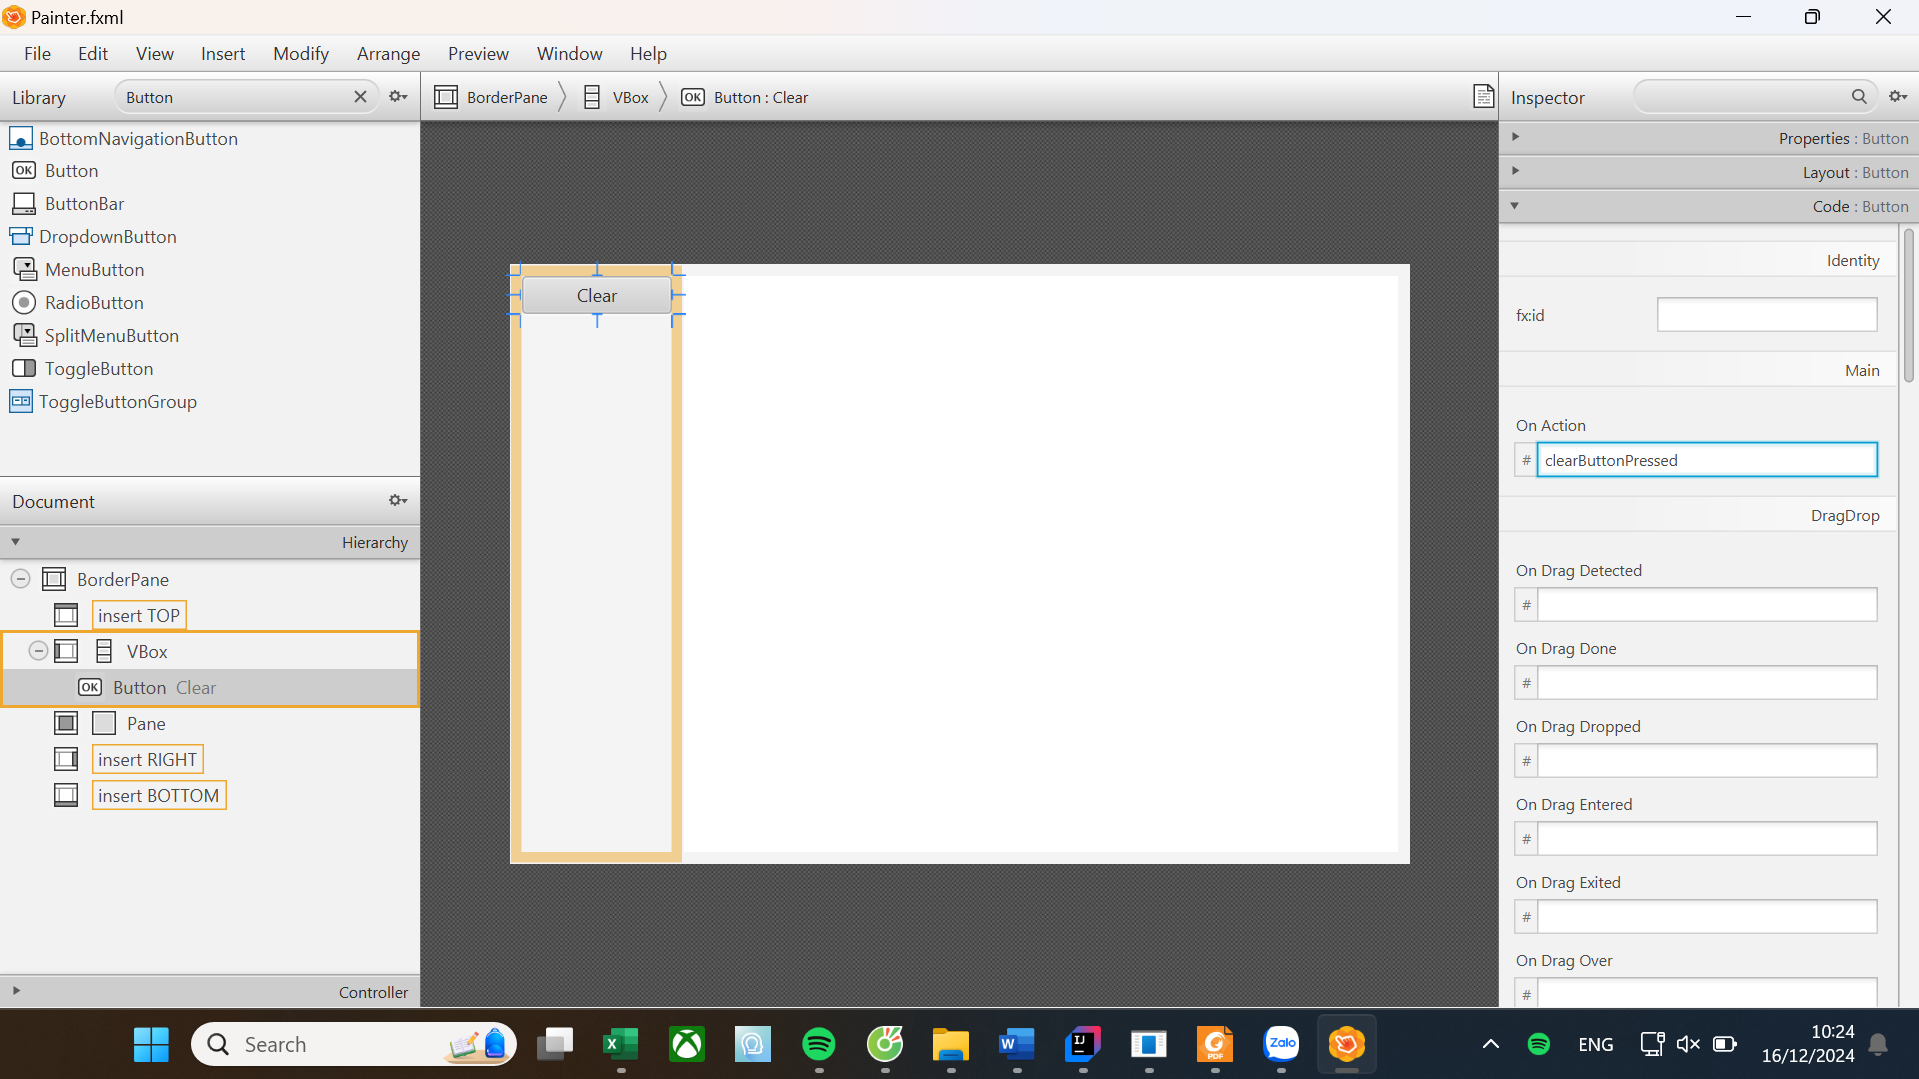 Painter.fxml
File Edit View Insert Modify Arrange Preview Window Help
Library Button
BottomNavigationButton
OK Button
ButtonBar
DropdownButton
MenuButton
RadioButton
SplitMenuButton
ToggleButton
ToggleButtonGroup
Document
Hierarchy
BorderPane
insert TOP
VBox
OK Button Clear
Pane
insert RIGHT
insert BOTTOM
Controller
BorderPane VBox OK Button : Clear
Clear
Inspector
Properties : Button
Layout : Button
Code : Button
Identity
fx:id
Main
On Action
# clearButtonPressed
DragDrop
On Drag Detected
#
On Drag Done
#
On Drag Dropped
#
On Drag Entered
#
On Drag Exited
#
On Drag Over
#
Search
X
W
IJ
PDF
Zalo
ENG
10:24
16/12/2024